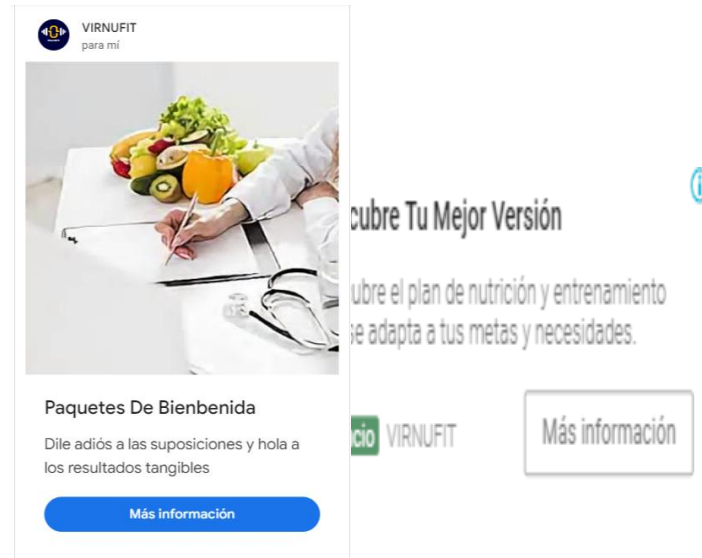 VIRNUFIT
para mí
Paquetes De Bienbenida
Dile adiós a las suposiciones y hola a
los resultados tangibles
Más información
cubre Tu Mejor Versión
ubre el plan de nutrición y entrenamiento
se adapta a tus metas y necesidades.
cio VIRNUFIT
Más información